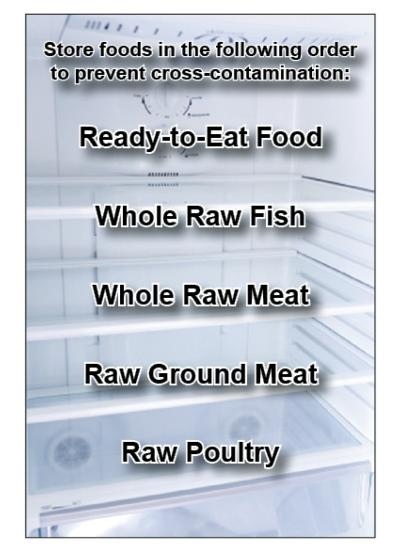 Store foods in the following order
to prevent cross-contamination:
Ready-to-Eat Food
Whole Raw Fish
Whole Raw Meat
Raw Ground Meat
Raw Poultry